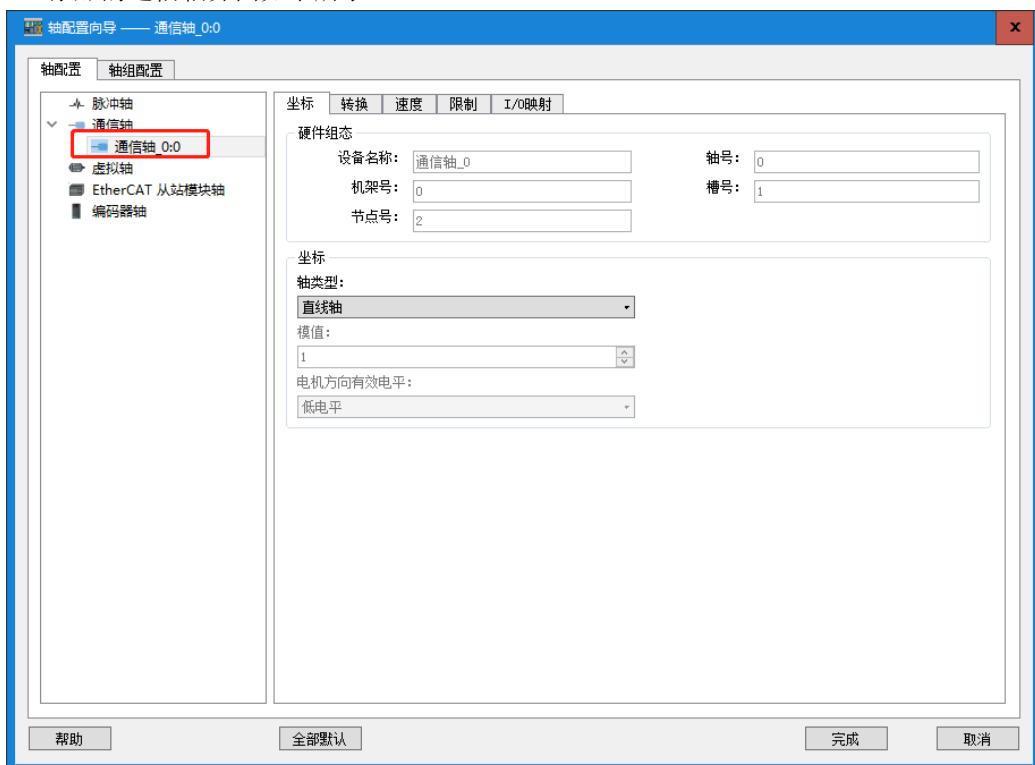 轴配置向导 —— 通信轴_0:0
x
轴配置 轴组配置
脉冲轴
通信轴
通信轴_0:0
虚拟轴
EtherCAT 从站模块轴
编码器轴
坐标 转换 速度 限制 I/O映射
硬件组态
设备名称: 通信轴_0 轴号: 0
机架号: 0 槽号: 1
节点号: 2
坐标
轴类型:
直线轴
模值:
1
电机方向有效电平:
低电平
帮助 全部默认 完成 取消